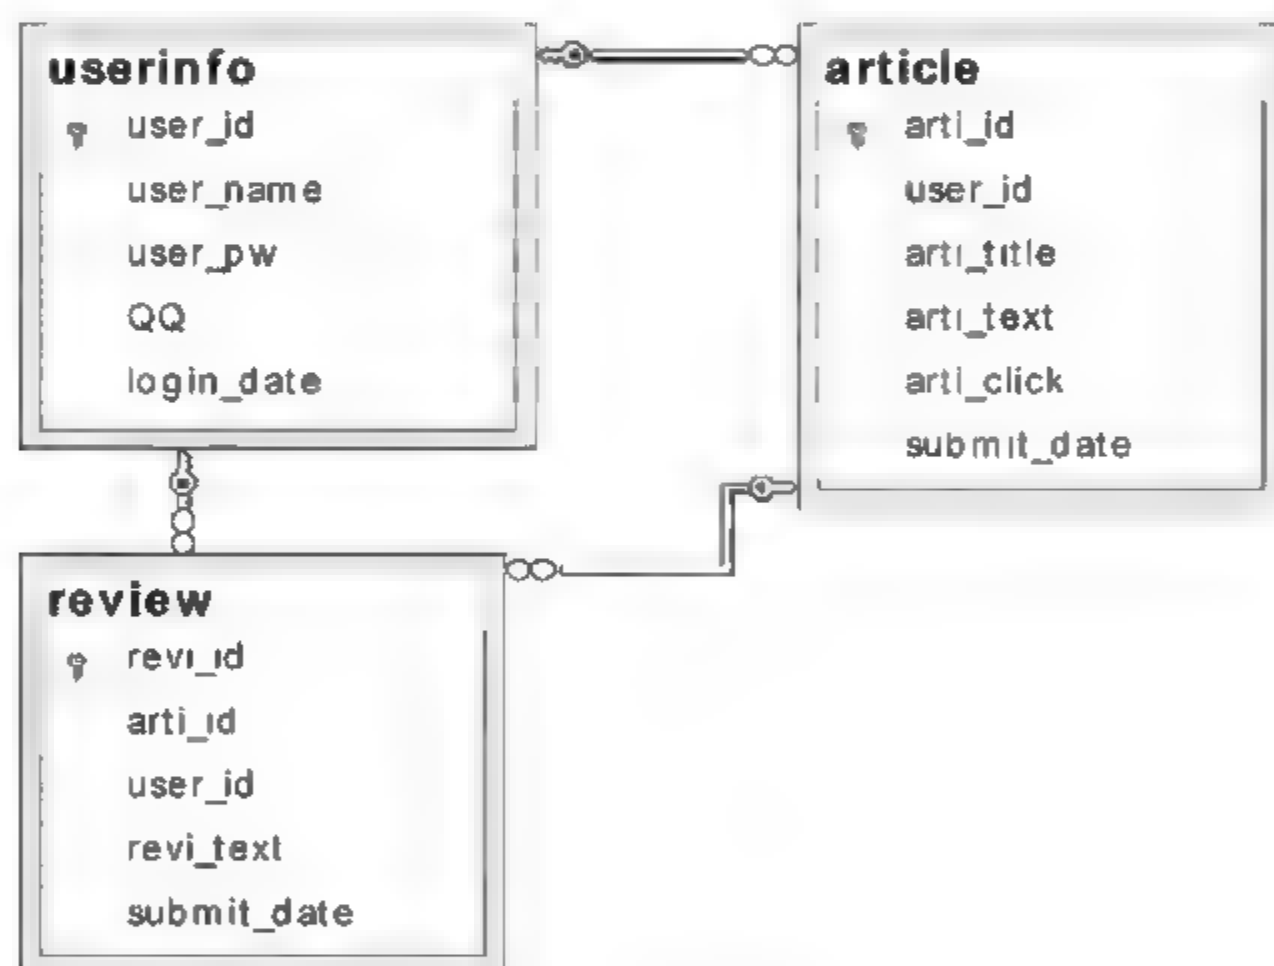 userinfo
user_id
user_name
user_pw
QQ
login_date
article
arti_id
user_id
arti_title
arti_text
arti_click
submit_date
review
revi_id
arti_id
user_id
revi_text
submit_date